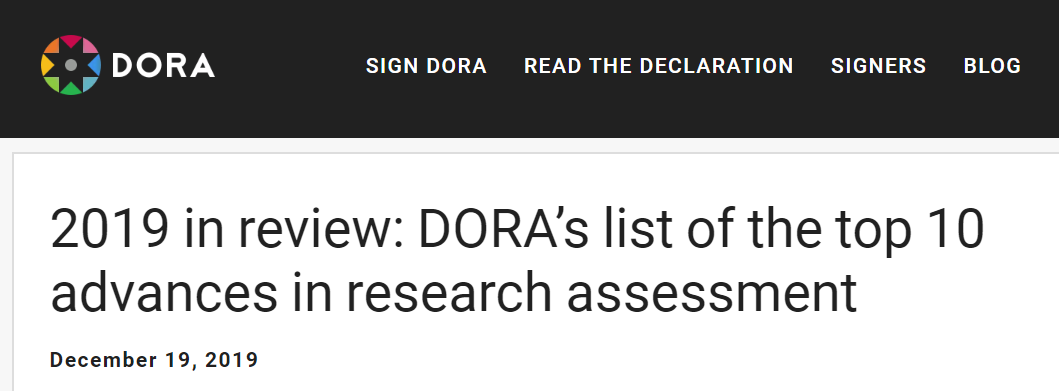 DORA
SIGN DORA
READ THE DECLARATION
SIGNERS
BLOG
2019 in review: DORA’s list of the top 10
advances in research assessment
December 19, 2019